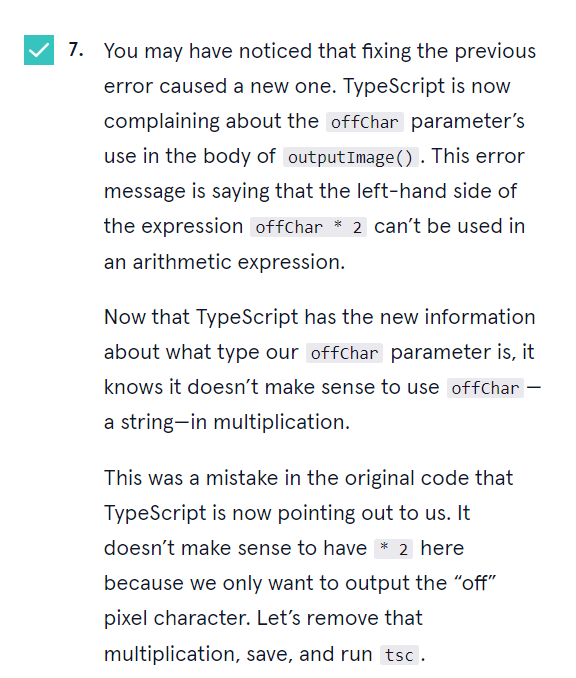 7. You may have noticed that fixing the previous
error caused a new one. TypeScript is now
complaining about the offChar parameter’s
use in the body of outputImage(). This error
message is saying that the left-hand side of
the expression offChar * 2 can’t be used in
an arithmetic expression.
Now that TypeScript has the new information
about what type our offChar parameter is, it
knows it doesn’t make sense to use offChar—
a string—in multiplication.
This was a mistake in the original code that
TypeScript is now pointing out to us. It
doesn’t make sense to have * 2 here
because we only want to output the “off”
pixel character. Let’s remove that
multiplication, save, and run tsc.